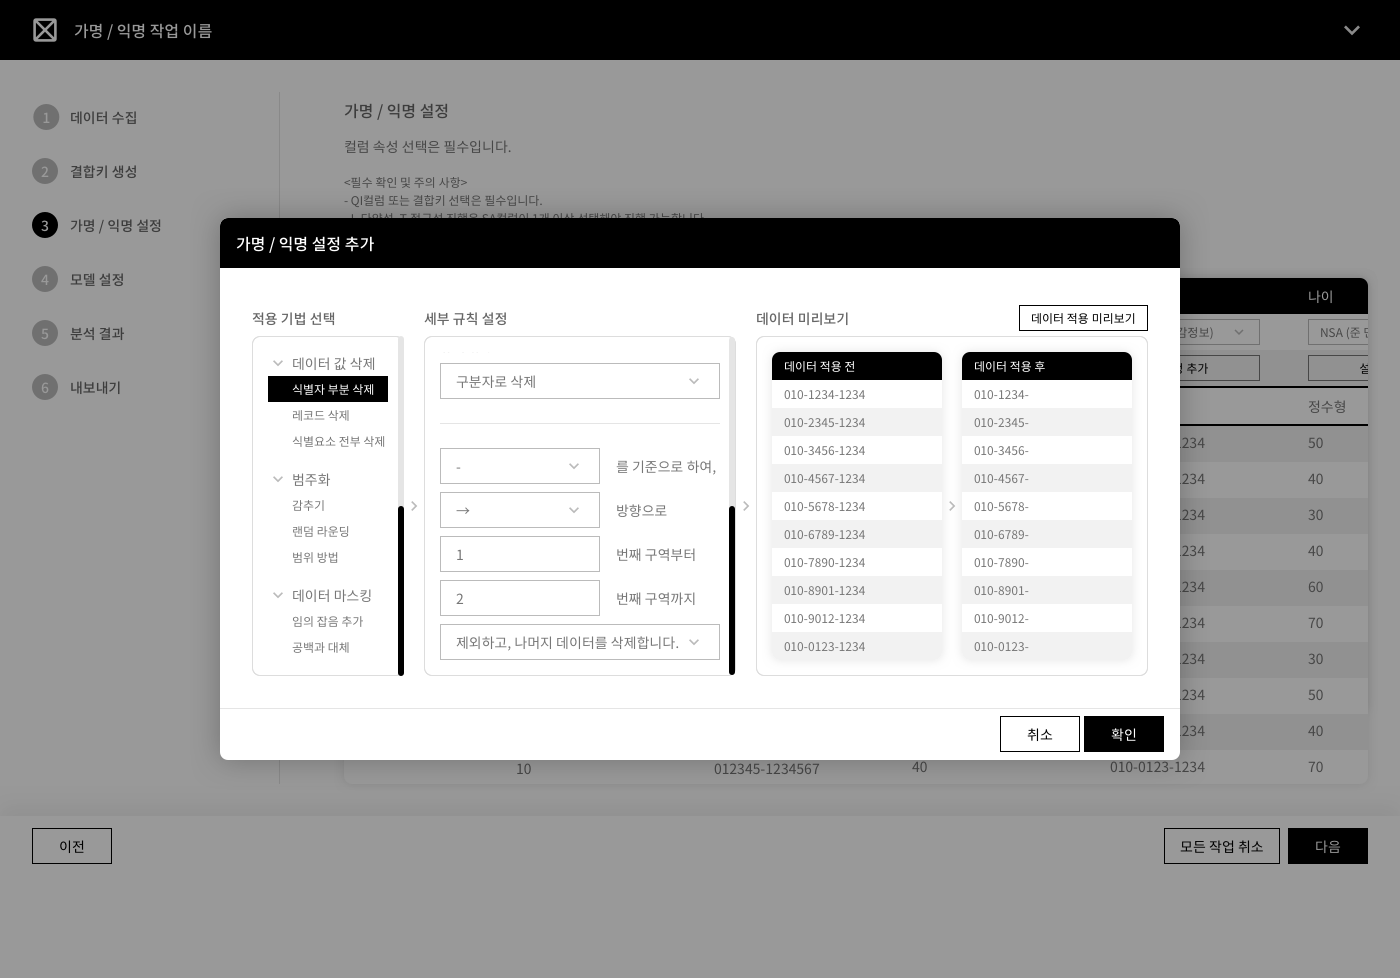 가명 / 익명 작업 이름
1 데이터 수집
2 결합키 생성
3 가명 / 익명 설정
4 모델 설정
5 분석 결과
6 내보내기
가명 / 익명 설정
컬럼 속성 선택은 필수입니다.
<필수 확인 및 주의 사항>
- QI컬럼 또는 결합키 선택은 필수입니다.
가명 / 익명 설정 추가
적용 기법 선택
데이터 값 삭제
식별자 부분 삭제
레코드 삭제
식별요소 전부 삭제
범주화
감추기
랜덤 라운딩
범위 방법
데이터 마스킹
임의 잡음 추가
공백과 대체
세부 규칙 설정
구분자로 삭제
- 를 기준으로 하여,
→ 방향으로
1 번째 구역부터
2 번째 구역까지
제외하고, 나머지 데이터를 삭제합니다.
데이터 미리보기
데이터 적용 미리보기
데이터 적용 전 데이터 적용 후
010-1234-1234 010-1234-
010-2345-1234 010-2345-
010-3456-1234 010-3456-
010-4567-1234 010-4567-
010-5678-1234 010-5678-
010-6789-1234 010-6789-
010-7890-1234 010-7890-
010-8901-1234 010-8901-
010-9012-1234 010-9012-
010-0123-1234 010-0123-
취소 확인
나이
감정보) NSA (준 민
추가 설
정수형
234 50
234 40
234 30
234 40
234 60
234 70
234 30
234 50
234 40
10 012345-1234567 40 010-0123-1234 70
이전
모든 작업 취소 다음